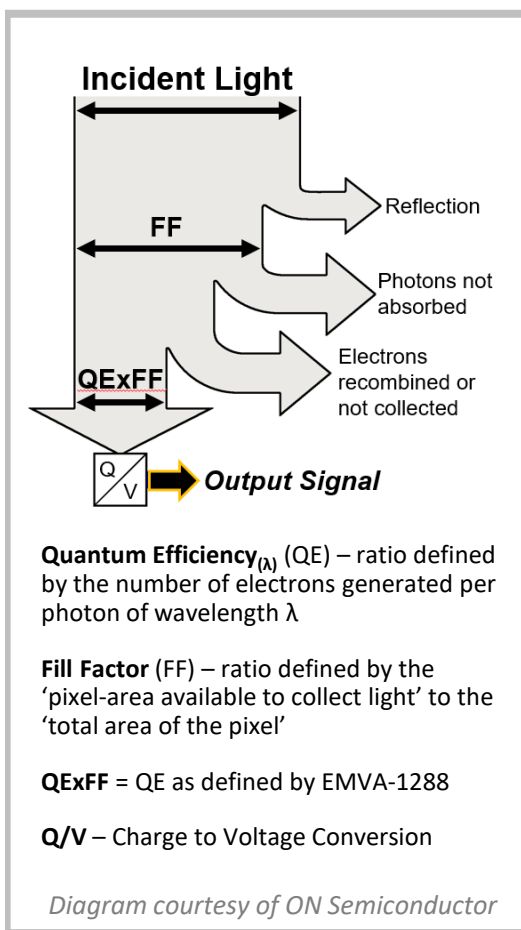 Incident Light
Reflection
FF
Photons not
absorbed
Electrons
recombined or
not collected
QExFF
Q
V
Output Signal
Quantum Efficiency(λ) (QE) – ratio defined
by the number of electrons generated per
photon of wavelength λ
Fill Factor (FF) – ratio defined by the
‘pixel-area available to collect light’ to the
‘total area of the pixel’
QExFF = QE as defined by EMVA-1288
Q/V – Charge to Voltage Conversion
Diagram courtesy of ON Semiconductor